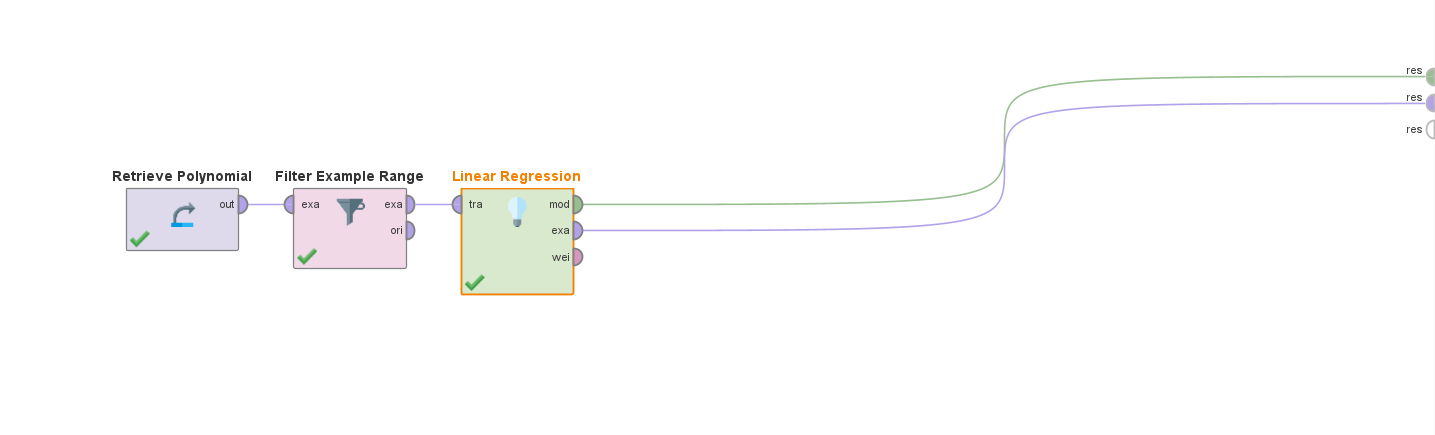 res
res
res
Retrieve Polynomial
out
Filter Example Range
exa
exa
ori
Linear Regression
tra
mod
exa
wei